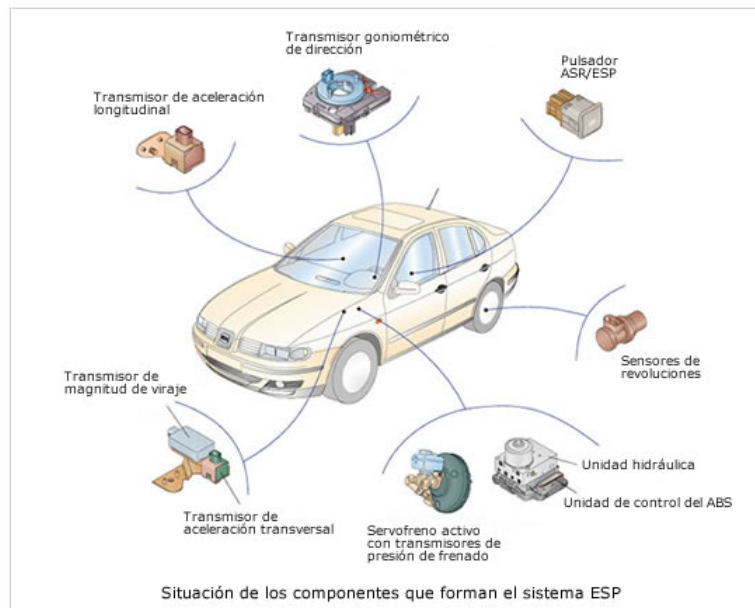 Transmisor goniométrico
de dirección
Pulsador
ASR/ESP
Transmisor de aceleración
longitudinal
Sensores de
revoluciones
Transmisor de
magnitud de viraje
Unidad hidráulica
Unidad de control del ABS
Transmisor de
aceleración transversal
Servofreno activo
con transmisores de
presión de frenado
Situación de los componentes que forman el sistema ESP